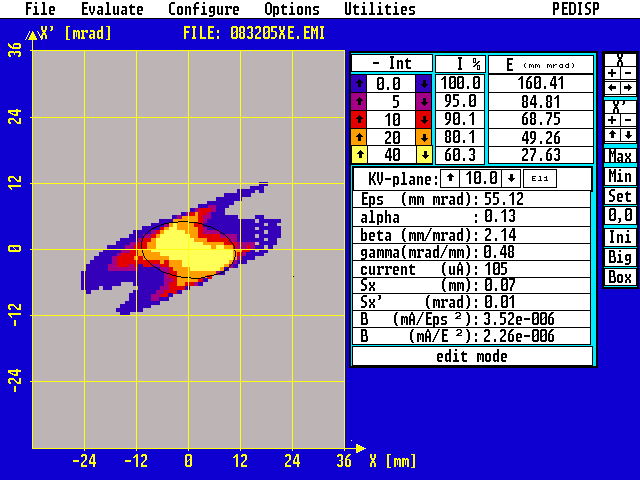 File Evaluate Configure Options Utilities PEDISP
X' [mrad] FILE: 083205XE.EMI
36
24
12
0
-12
-24
-24 -12 0 12 24 36 X [mm]
- Int I % E (mm mrad)
0.0 100.0 160.41
5 95.0 84.81
10 90.1 68.75
20 80.1 49.26
40 60.3 27.63
KV-plane: 10.0 Ell
Eps (mm mrad): 55.12
alpha : 0.13
beta (mm/mrad): 2.14
gamma(mrad/mm): 0.48
current (uA): 105
Sx (mm): 0.07
Sx' (mrad): 0.01
B (mA/Eps ²): 3.52e-006
B (mA/E ²): 2.26e-006
edit mode
X
+ -
X'
+ -
Max
Min
Set
0,0
Ini
Big
Box